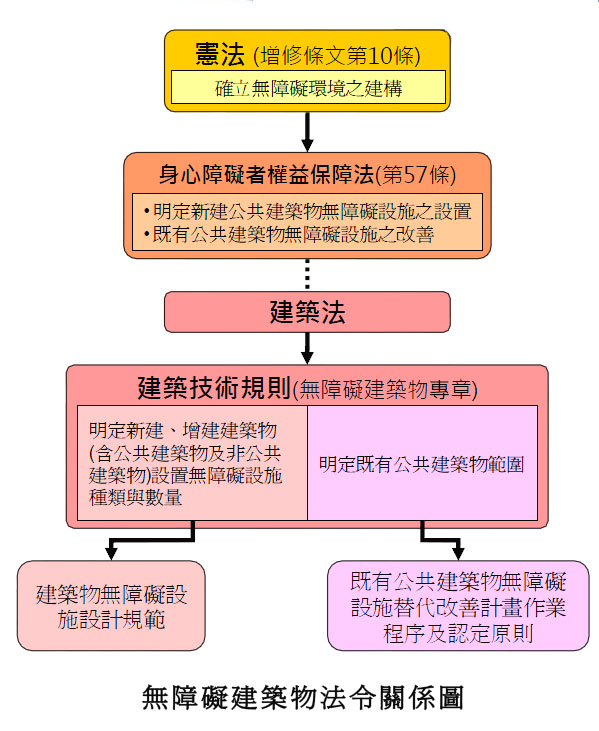 憲法 (增修條文第10條)
確立無障礙環境之建構
身心障礙者權益保障法(第57條)
•明定新建公共建築物無障礙設施之設置
•既有公共建築物無障礙設施之改善
建築法
建築技術規則(無障礙建築物專章)
明定新建、增建建築物
(含公共建築物及非公共
建築物)設置無障礙設施
種類與數量
明定既有公共建築物範圍
建築物無障礙設
施設計規範
既有公共建築物無障礙
設施替代改善計畫作業
程序及認定原則
無障礙建築物法令關係圖